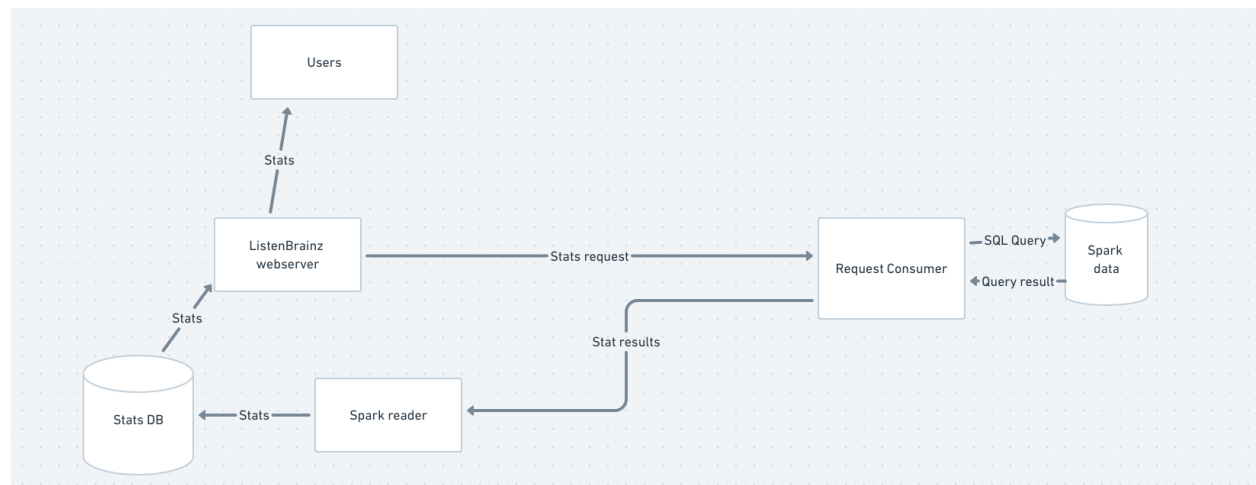 Users
Stats
ListenBrainz
webserver
Stats request
Request Consumer
SQL Query
Query result
Spark
data
Stats
Stat results
Stats DB
Stats
Spark reader